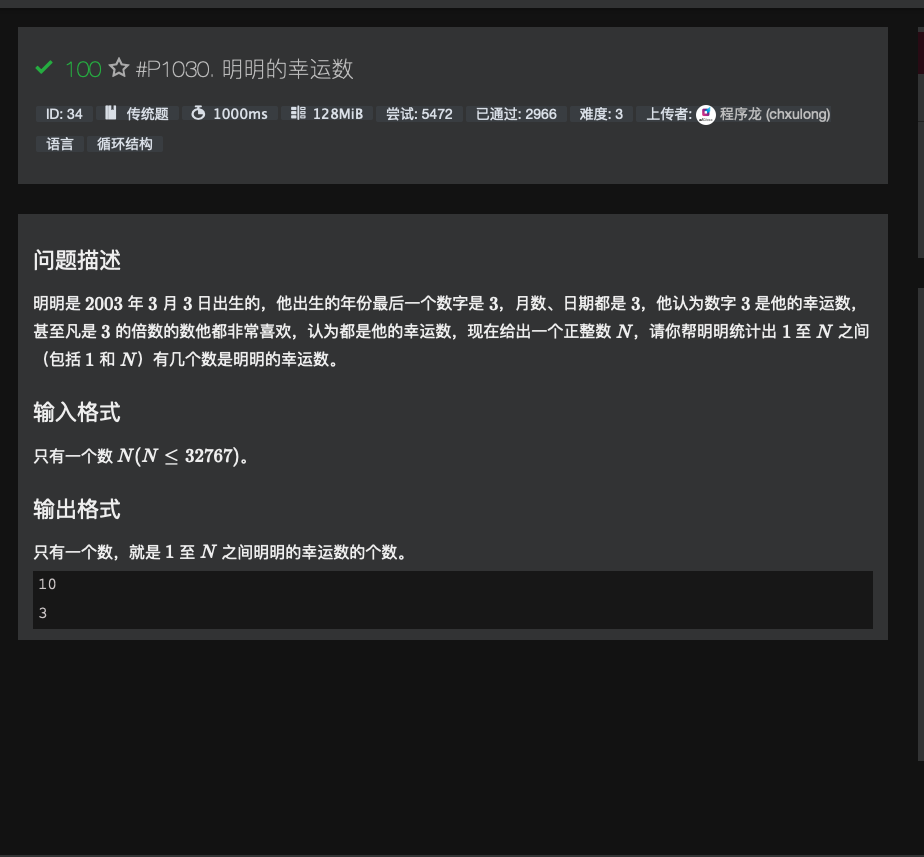 100 #P1030. 明明的幸运数
ID: 34 传统题 1000ms 128MiB 尝试: 5472 已通过: 2966 难度: 3 上传者: 程序龙 (chxulong)
语言 循环结构
问题描述
明明是 2003 年 3 月 3 日出生的，他出生的年份最后一个数字是 3，月数、日期都是 3，他认为数字 3 是他的幸运数，
甚至凡是 3 的倍数的数他都非常喜欢，认为都是他的幸运数，现在给出一个正整数 N，请你帮明明统计出 1 至 N 之间
（包括 1 和 N）有几个数是明明的幸运数。
输入格式
只有一个数 N(N ≤ 32767)。
输出格式
只有一个数，就是 1 至 N 之间明明的幸运数的个数。
10
3